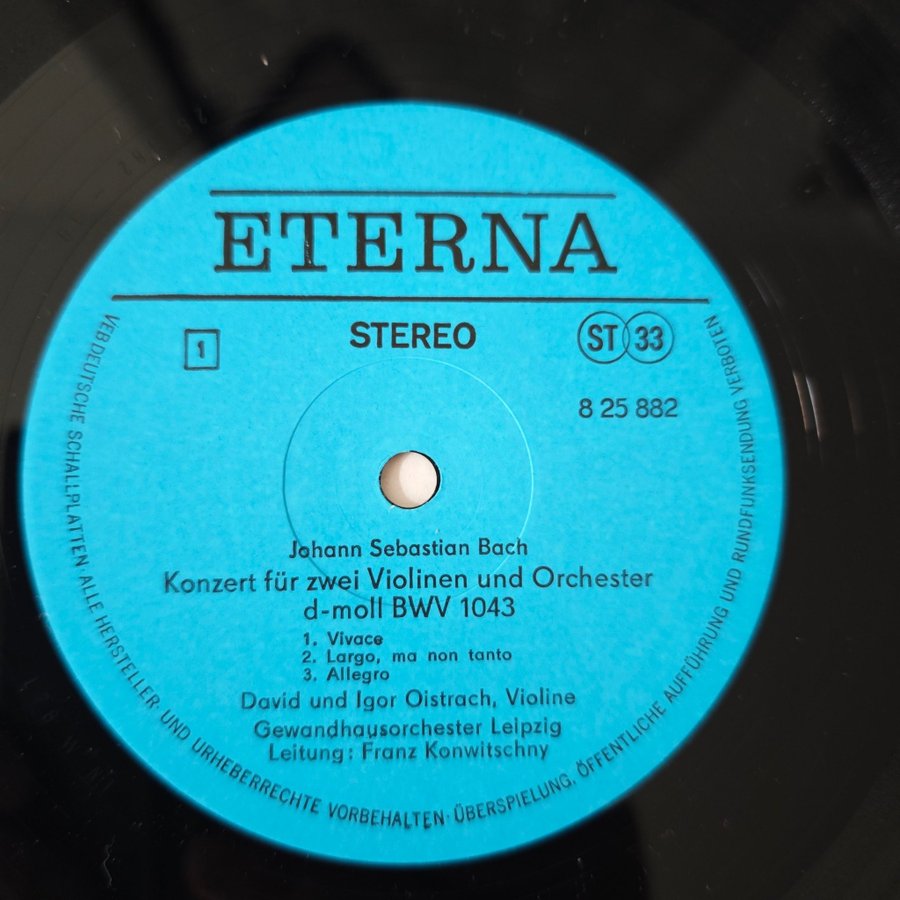 ETERNA
1
STEREO
ST 33
8 25 882
Johann Sebastian Bach
Konzert für zwei Violinen und Orchester
d-moll BWV 1043
1. Vivace
2. Largo, ma non tanto
3. Allegro
David und Igor Oistrach, Violine
Gewandhausorchester Leipzig
Leitung: Franz Konwitschny
VEB DEUTSCHE SCHALLPLATTEN ALLE HERSTELLER- UND URHEBERRECHTE VORBEHALTEN · ÜBERSPIELUNG, ÖFFENTLICHE AUFFÜHRUNG UND RUNDFUNKSENDUNG VERBOTEN